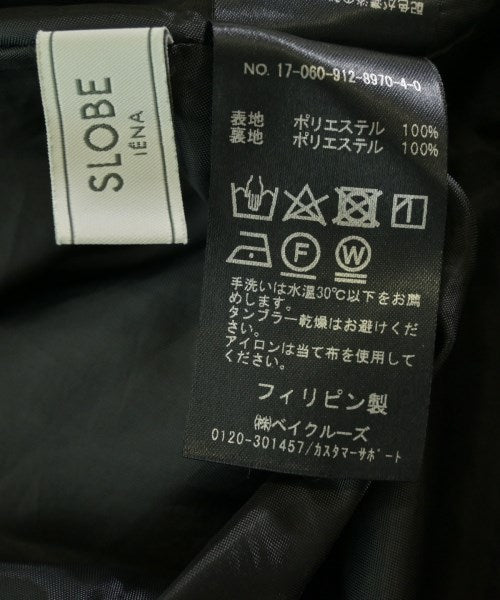 SLOBE
IÉNA
NO. 17-060-912-8970-4-0
表地 ポリエステル 100%
裏地 ポリエステル 100%
F W
手洗いは水温30℃以下をお薦
めします。
タンブラー乾燥はお避けくだ
さい。
アイロンは当て布を使用して
ください。
フィリピン製
㈱ベイクルーズ
0120-301457/カスタマーサポート